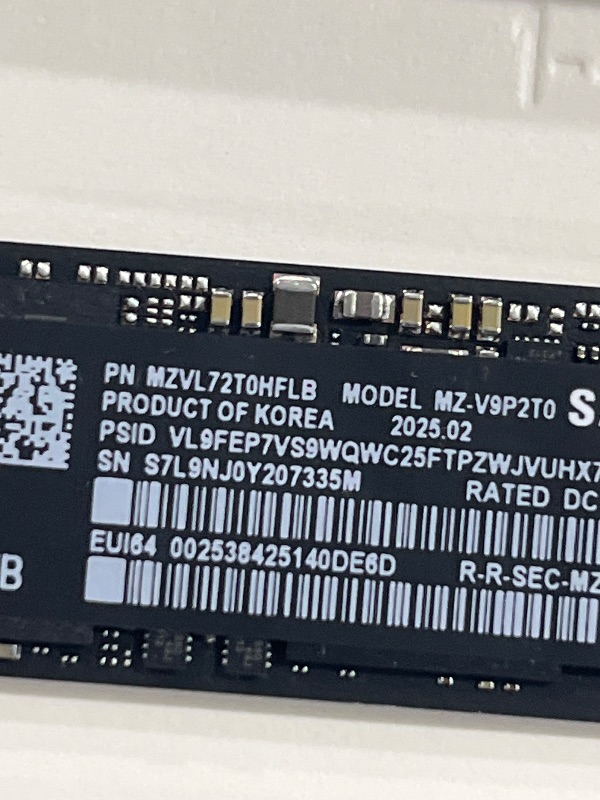 PN MZVL72T0HFLB MODEL MZ-V9P2T0 S
PRODUCT OF KOREA 2025.02
PSID VL9FEP7VS9WQWC25FTPZWJVUHX7
SN S7L9NJ0Y207335M RATED DC
EUI64 002538425140DE6D R-R-SEC-MZ
B